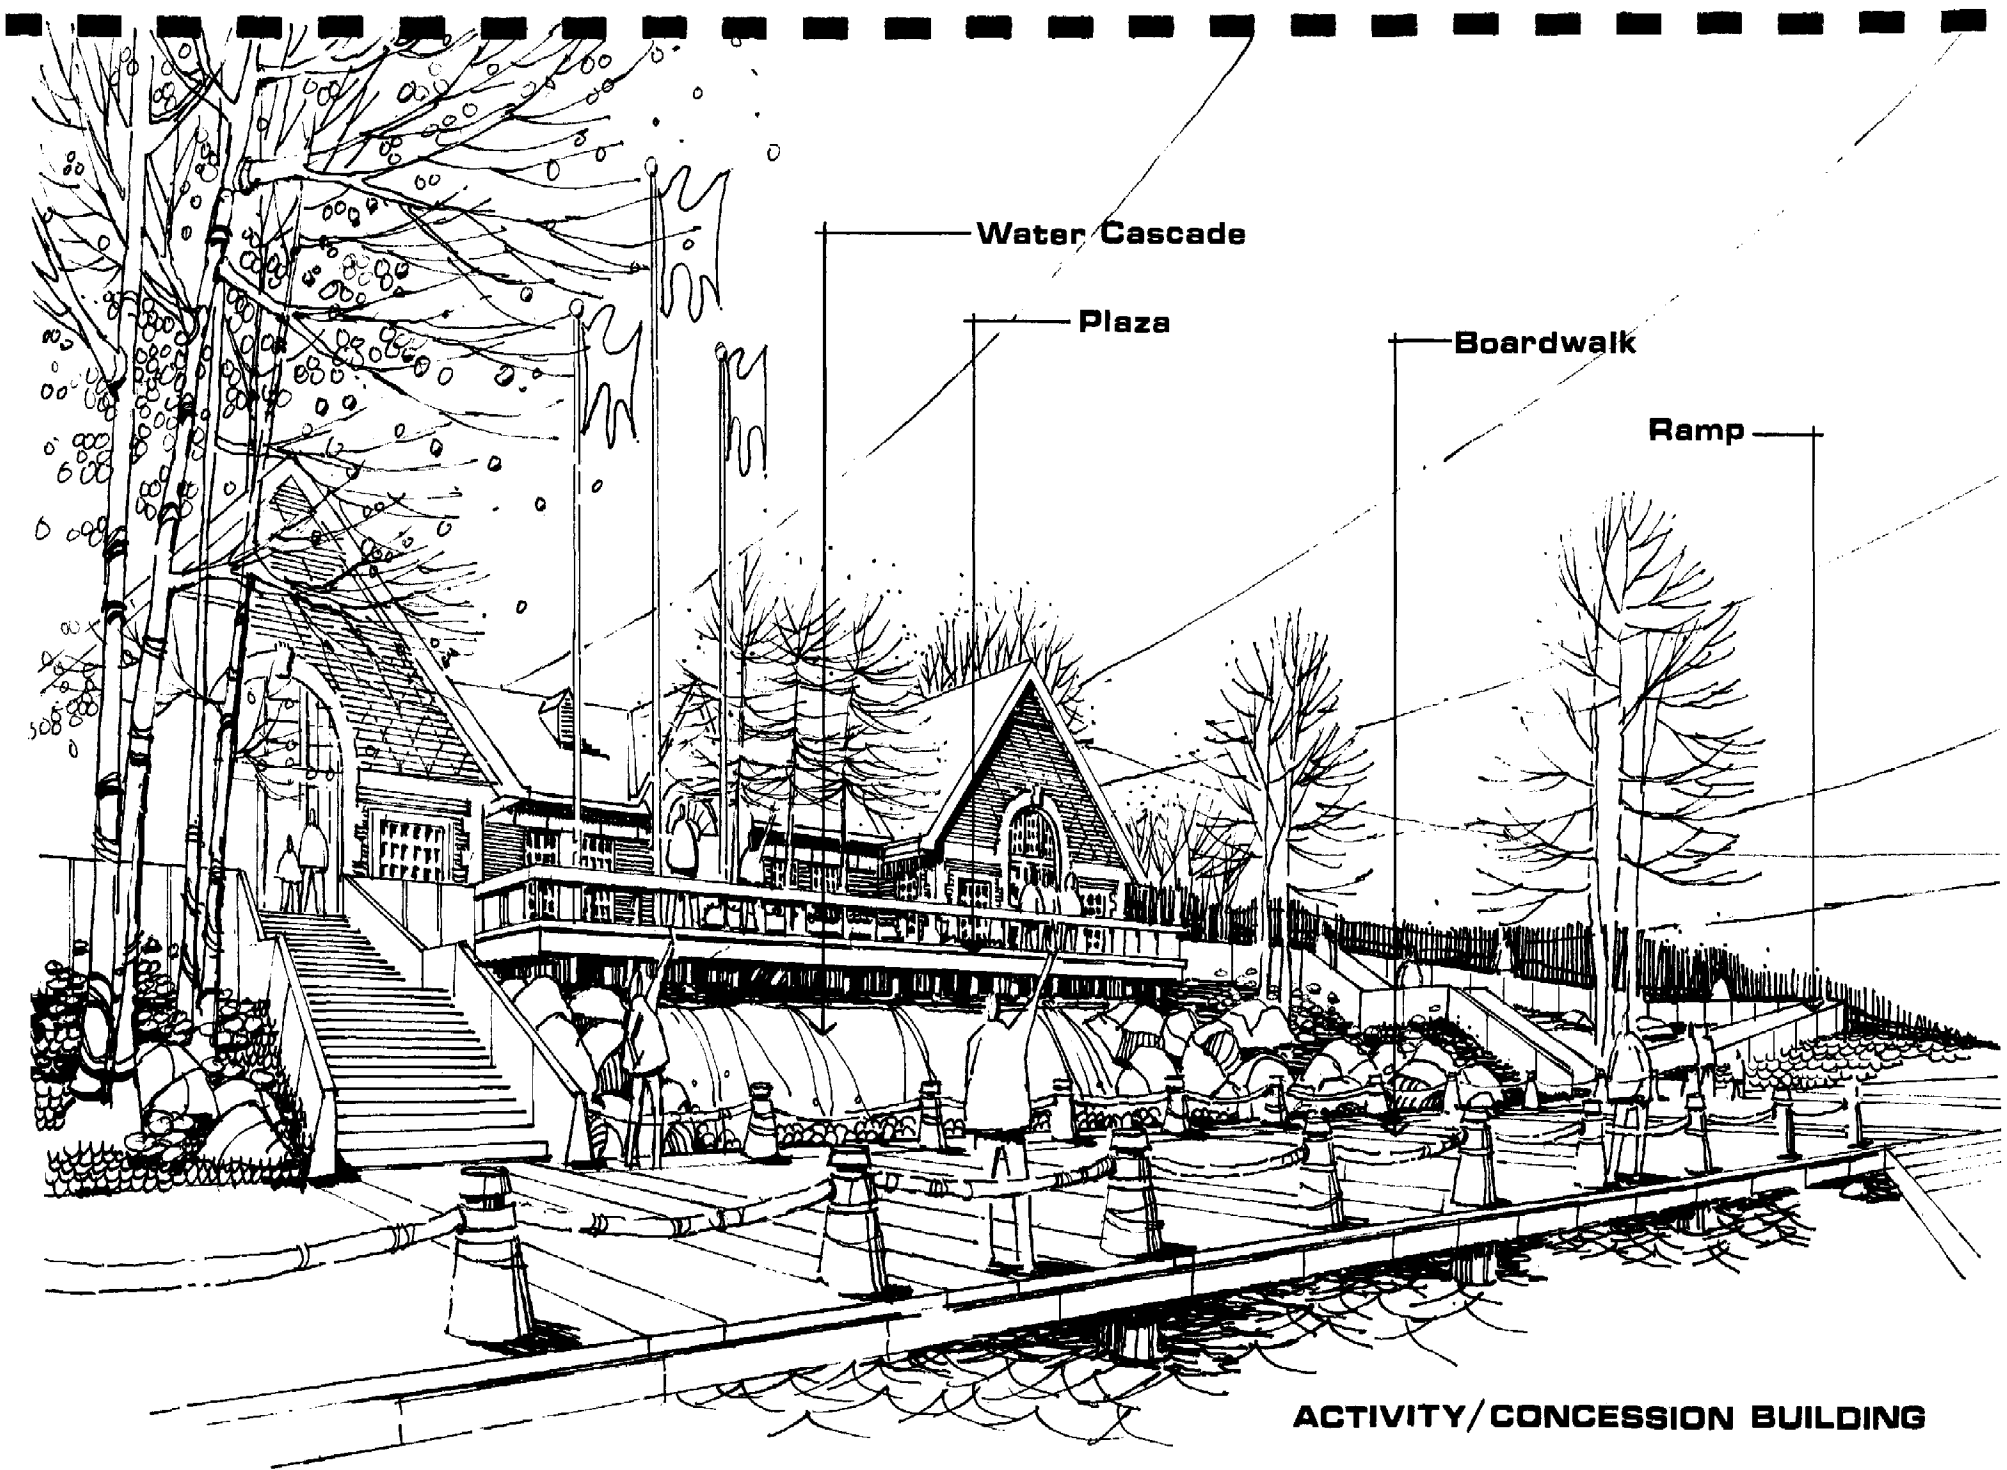 Water Cascade
Plaza
Boardwalk
Ramp
ACTIVITY/CONCESSION BUILDING